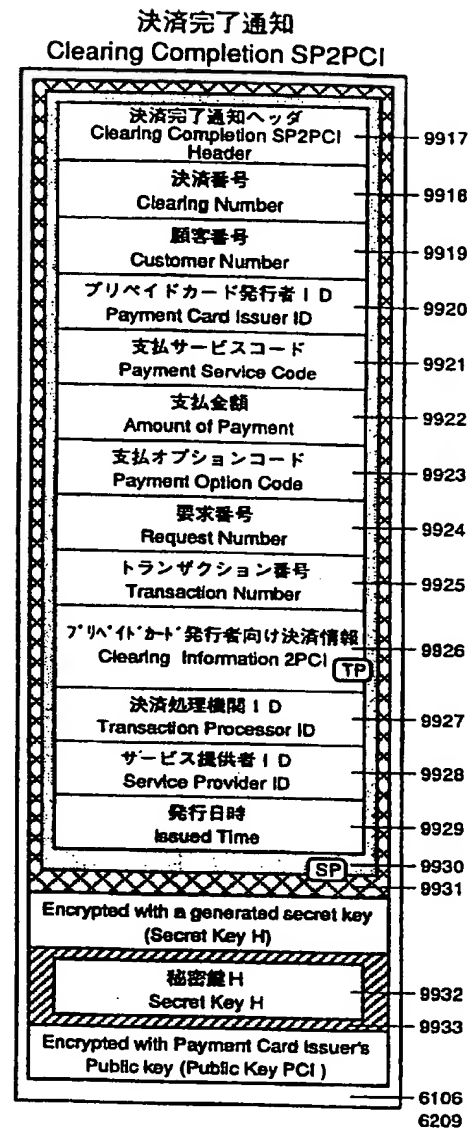 決済完了通知
Clearing Completion SP2PCI
決済完了通知ヘッダ
Clearing Completion SP2PCI
Header
9917
決済番号
Clearing Number
9918
顧客番号
Customer Number
9919
プリペイドカード発行者ID
Payment Card Issuer ID
9920
支払サービスコード
Payment Service Code
9921
支払金額
Amount of Payment
9922
支払オプションコード
Payment Option Code
9923
要求番号
Request Number
9924
トランザクション番号
Transaction Number
9925
プリペイドカード発行者向け決済情報
Clearing Information 2PCI
TP
9926
決済処理機関ID
Transaction Processor ID
9927
サービス提供者ID
Service Provider ID
9928
発行日時
Issued Time
9929
SP
9930
9931
Encrypted with a generated secret key
(Secret Key H)
秘密鍵H
Secret Key H
9932
9933
Encrypted with Payment Card Issuer's
Public key (Public Key PCI )
6106
6209